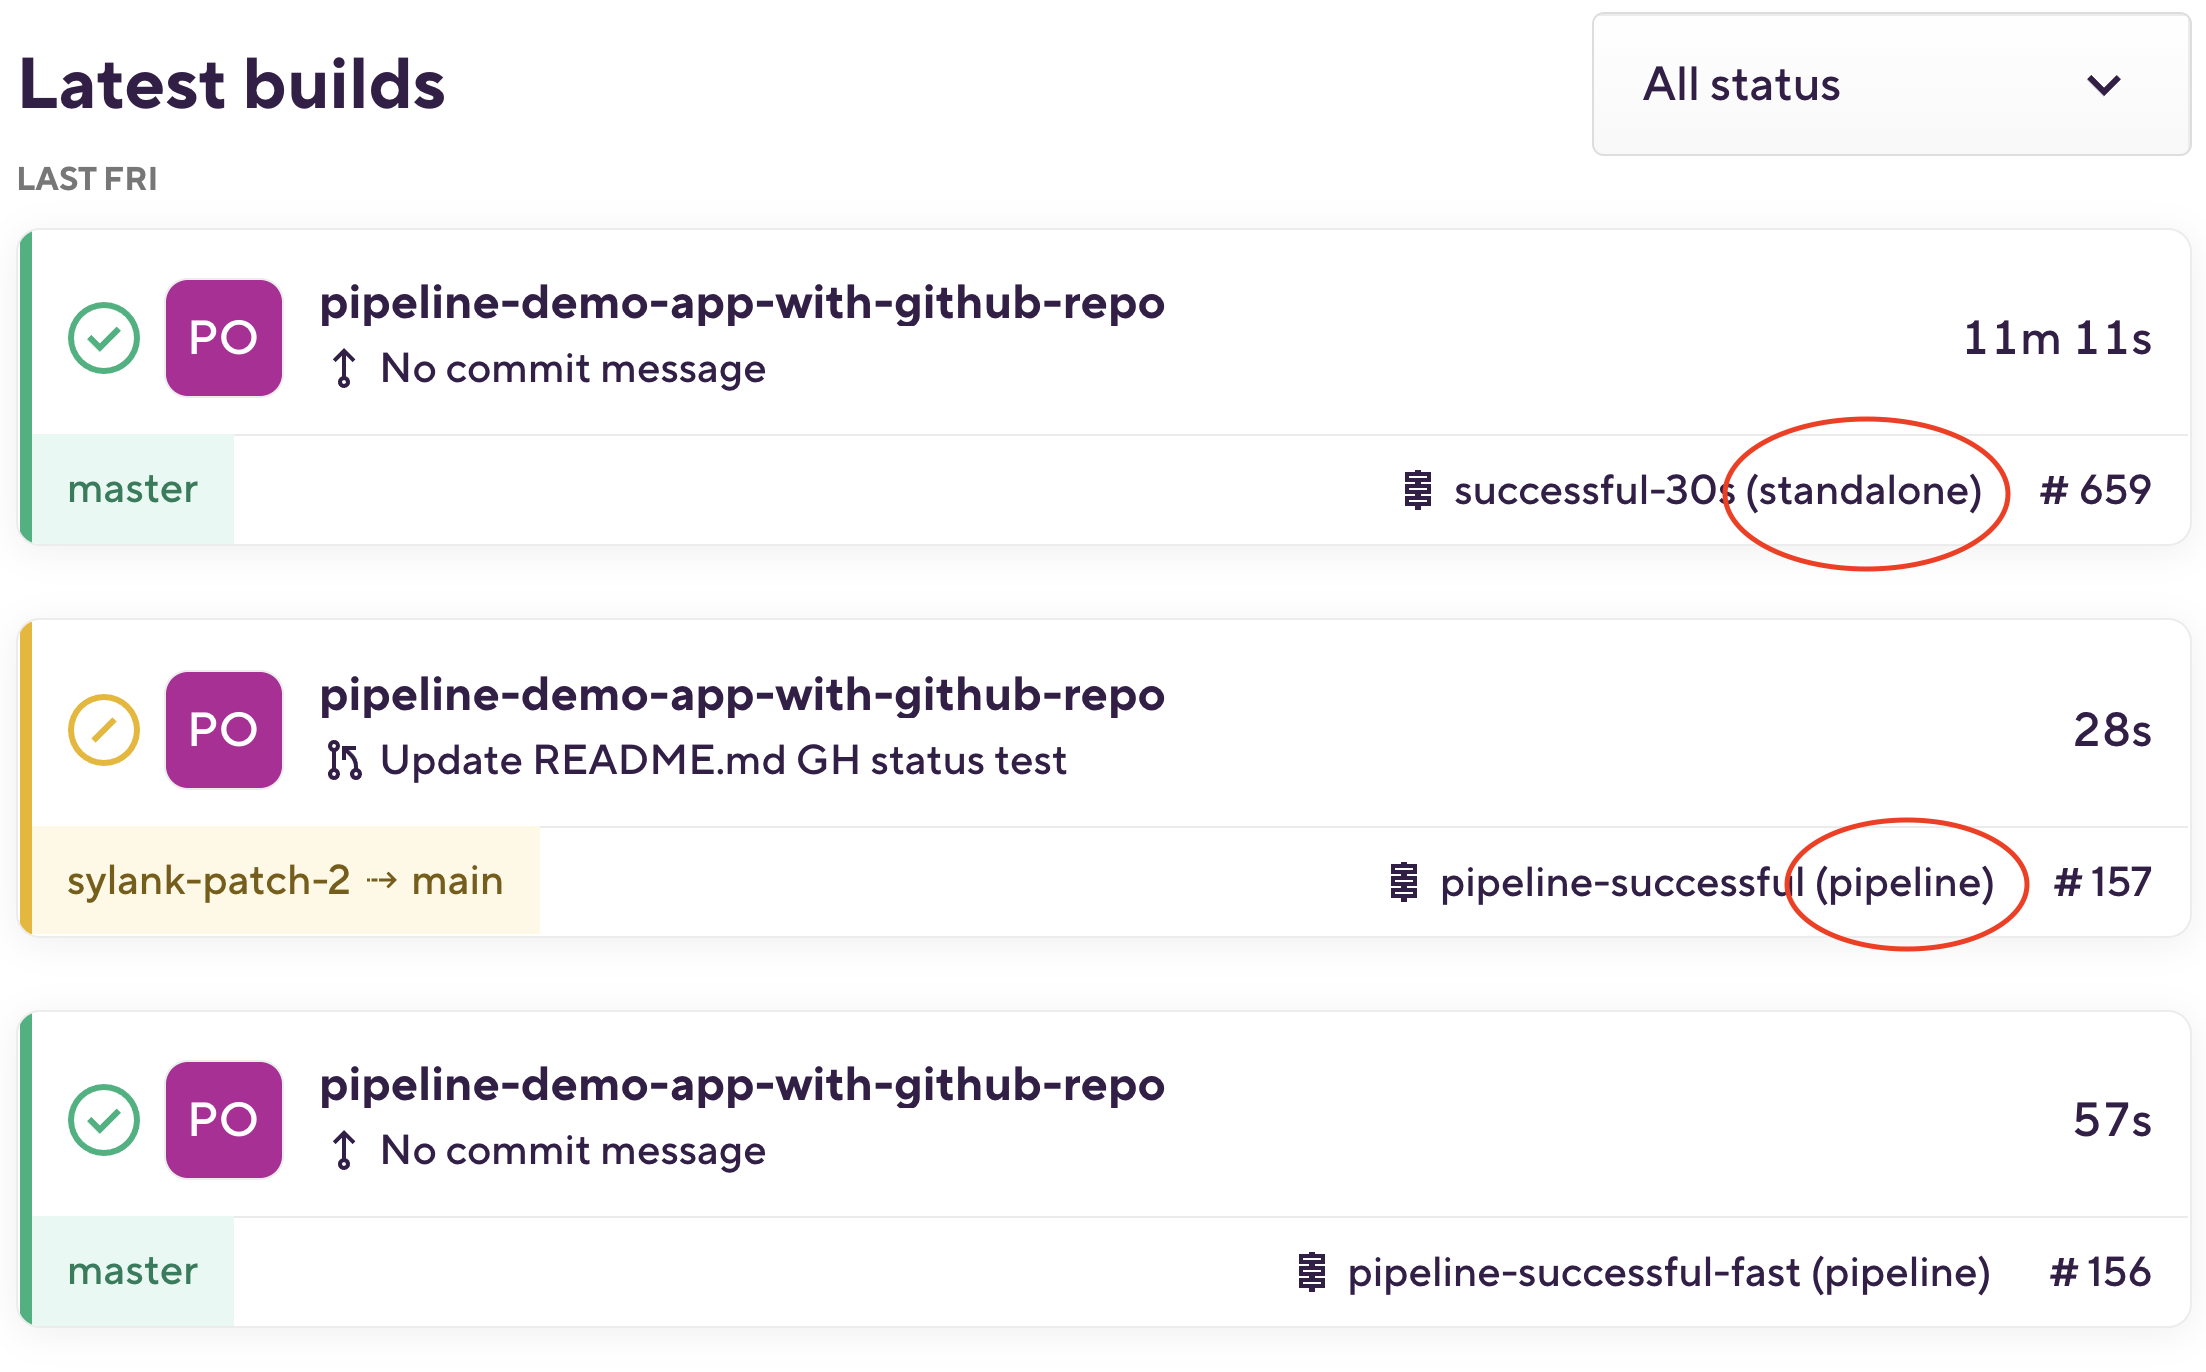 Latest builds
All status
LAST FRI
PO
pipeline-demo-app-with-github-repo
No commit message
11m 11s
master
successful-30s (standalone)
# 659
PO
pipeline-demo-app-with-github-repo
Update README.md GH status test
28s
sylank-patch-2 ⇢ main
pipeline-successful (pipeline)
# 157
PO
pipeline-demo-app-with-github-repo
No commit message
57s
master
pipeline-successful-fast (pipeline)
# 156